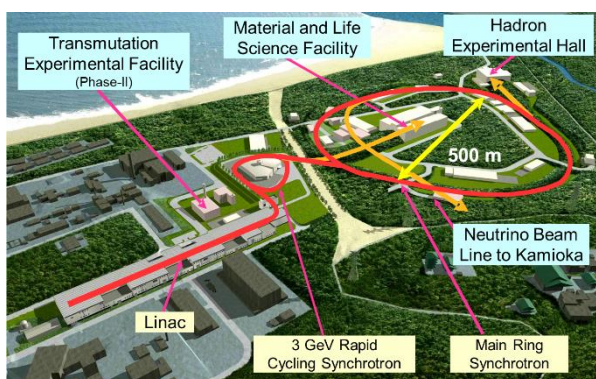 Transmutation
Experimental Facility
(Phase-II)
Material and Life
Science Facility
Hadron
Experimental Hall
500 m
Neutrino Beam
Line to Kamioka
Linac
3 GeV Rapid
Cycling Synchrotron
Main Ring
Synchrotron